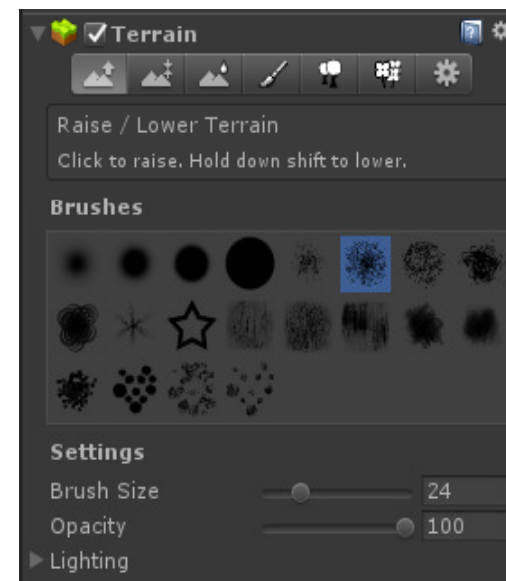 Terrain
Raise / Lower Terrain
Click to raise. Hold down shift to lower.
Brushes
Settings
Brush Size 24
Opacity 100
Lighting